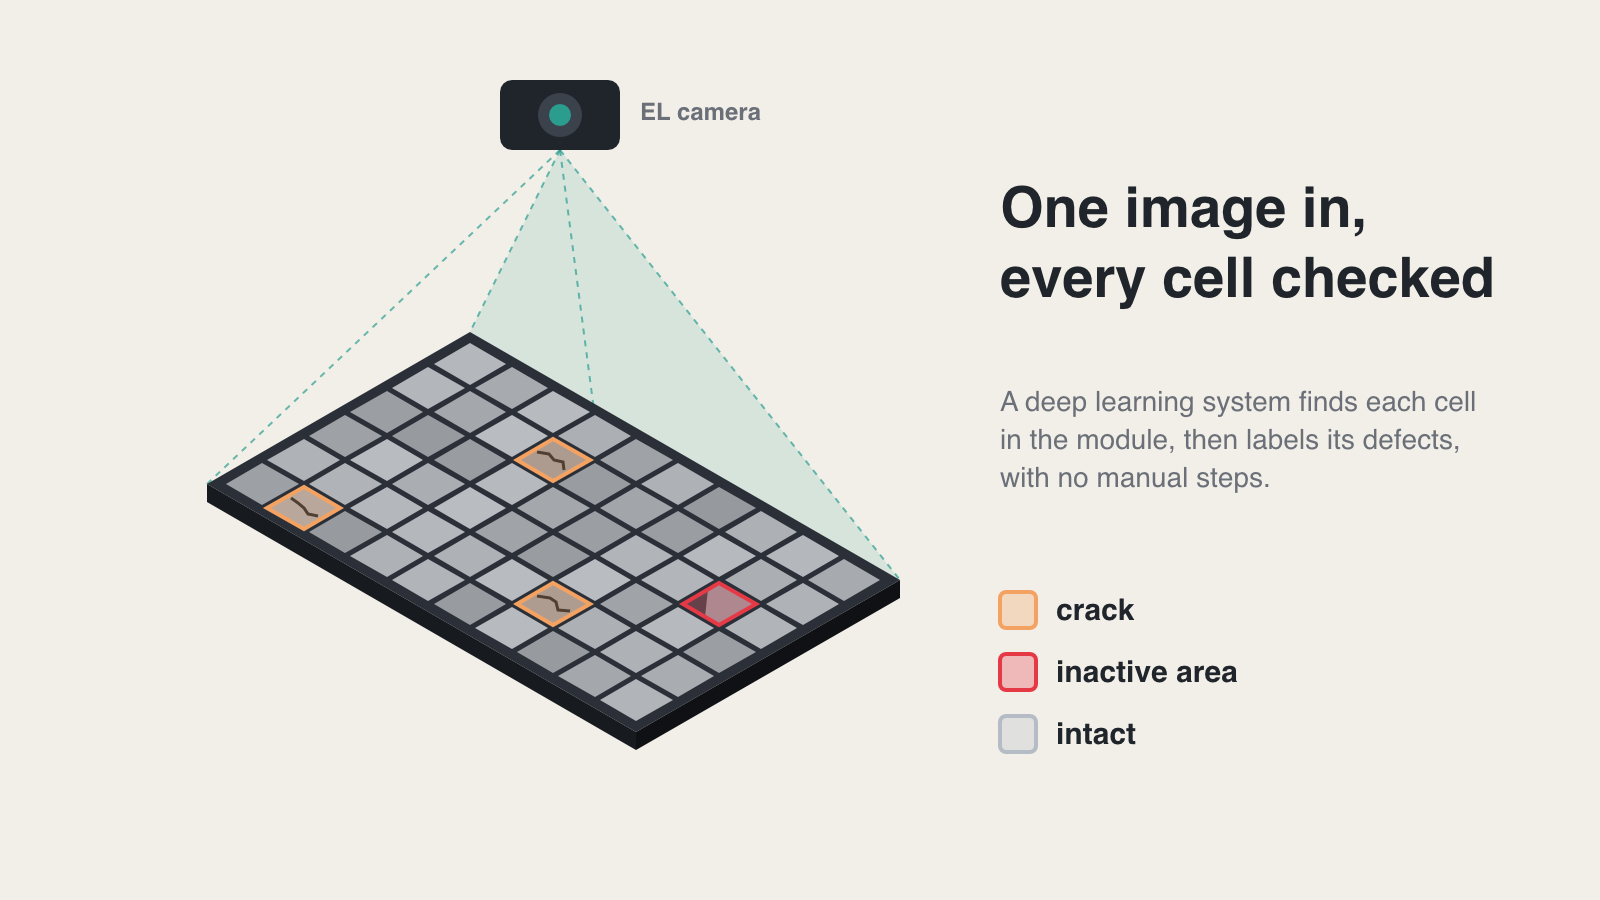 EL camera
One image in,
every cell checked
A deep learning system finds each cell
in the module, then labels its defects,
with no manual steps.
crack
inactive area
intact